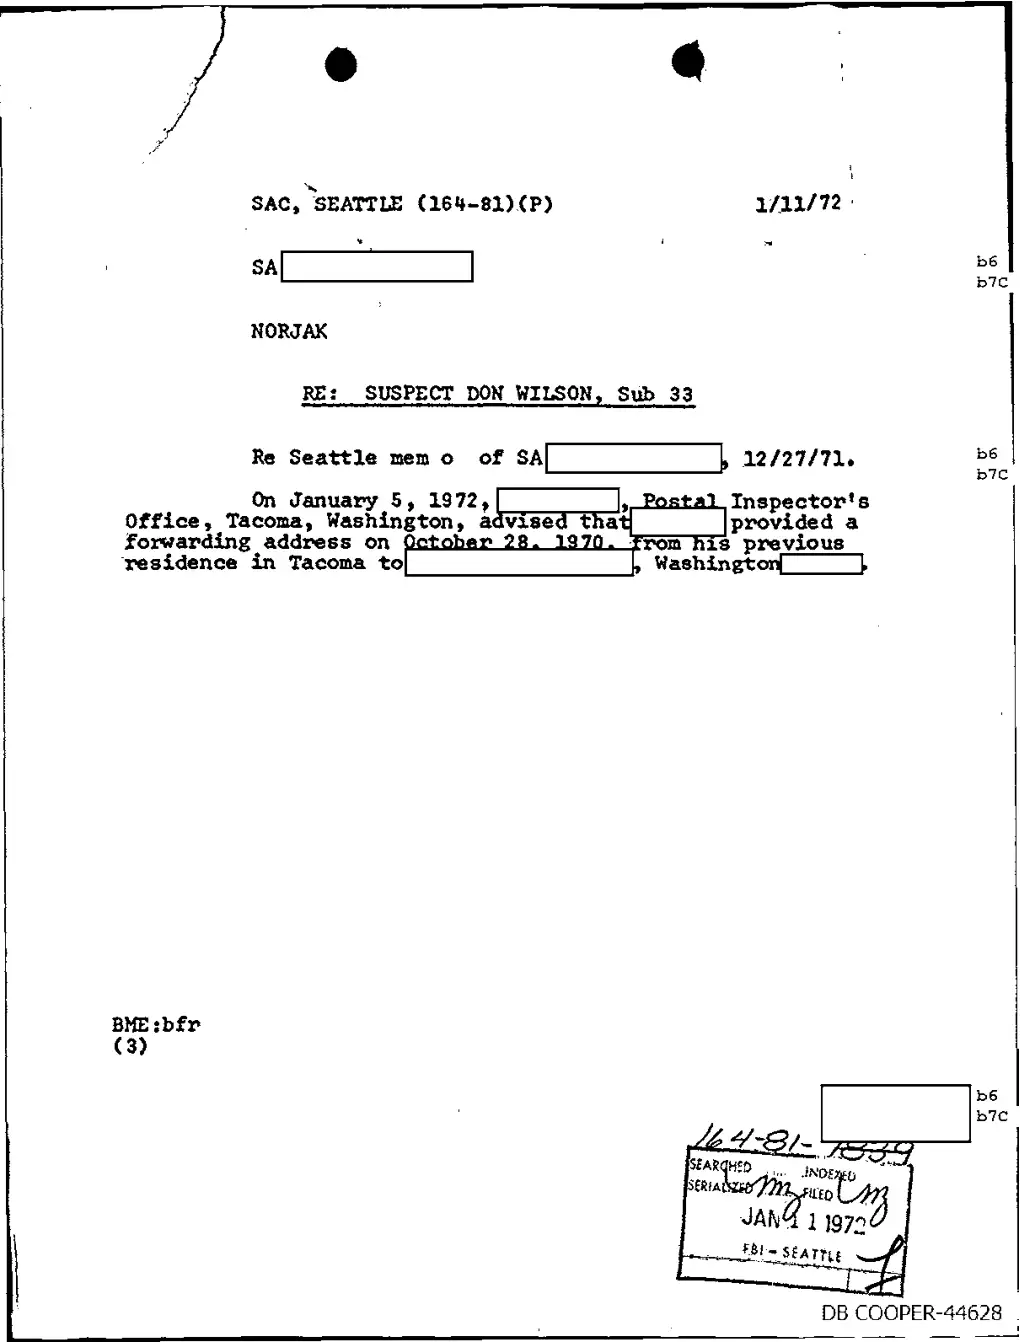 SAC, SEATTLE (164-81)(P) 1/11/72
SA b6
b7C
NORJAK
RE: SUSPECT DON WILSON, Sub 33
Re Seattle mem o of SA , 12/27/71. b6
b7C
On January 5, 1972, , Postal Inspector's
Office, Tacoma, Washington, advised that provided a
forwarding address on October 28, 1970, from his previous
residence in Tacoma to , Washington .
BME:bfr
(3)
b6
b7C
164-81-1839
SEARCHED INDEXED
SERIALIZED FILED
JAN 11 1972
FBI - SEATTLE
DB COOPER-44628